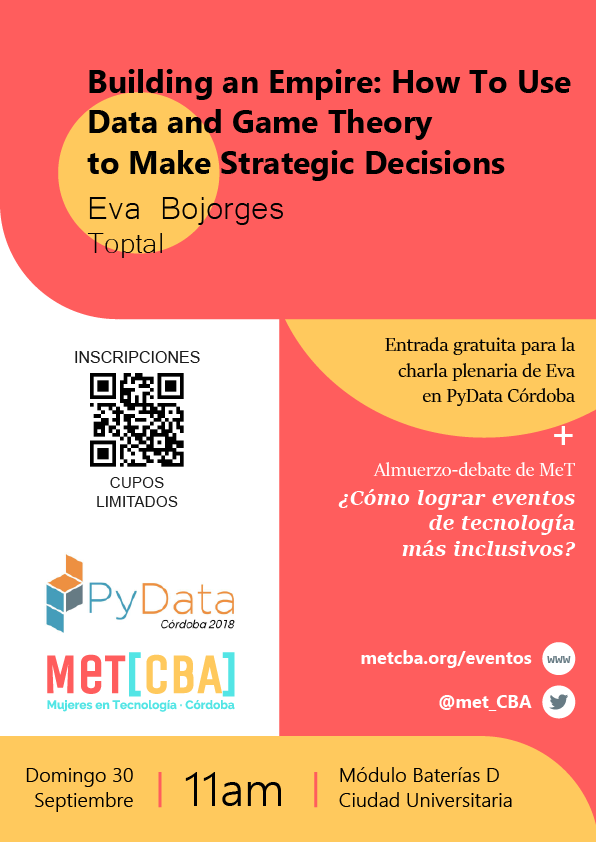 Building an Empire: How To Use
Data and Game Theory
to Make Strategic Decisions
Eva Bojorges
Toptal
INSCRIPCIONES
CUPOS
LIMITADOS
PyData
Córdoba 2018
MET[CBA]
Mujeres en Tecnología · Córdoba
Entrada gratuita para la
charla plenaria de Eva
en PyData Córdoba
+
Almuerzo-debate de MeT
¿Cómo lograr eventos
de tecnología
más inclusivos?
metcba.org/eventos www
@met_CBA
Domingo 30
Septiembre
11am
Módulo Baterías D
Ciudad Universitaria